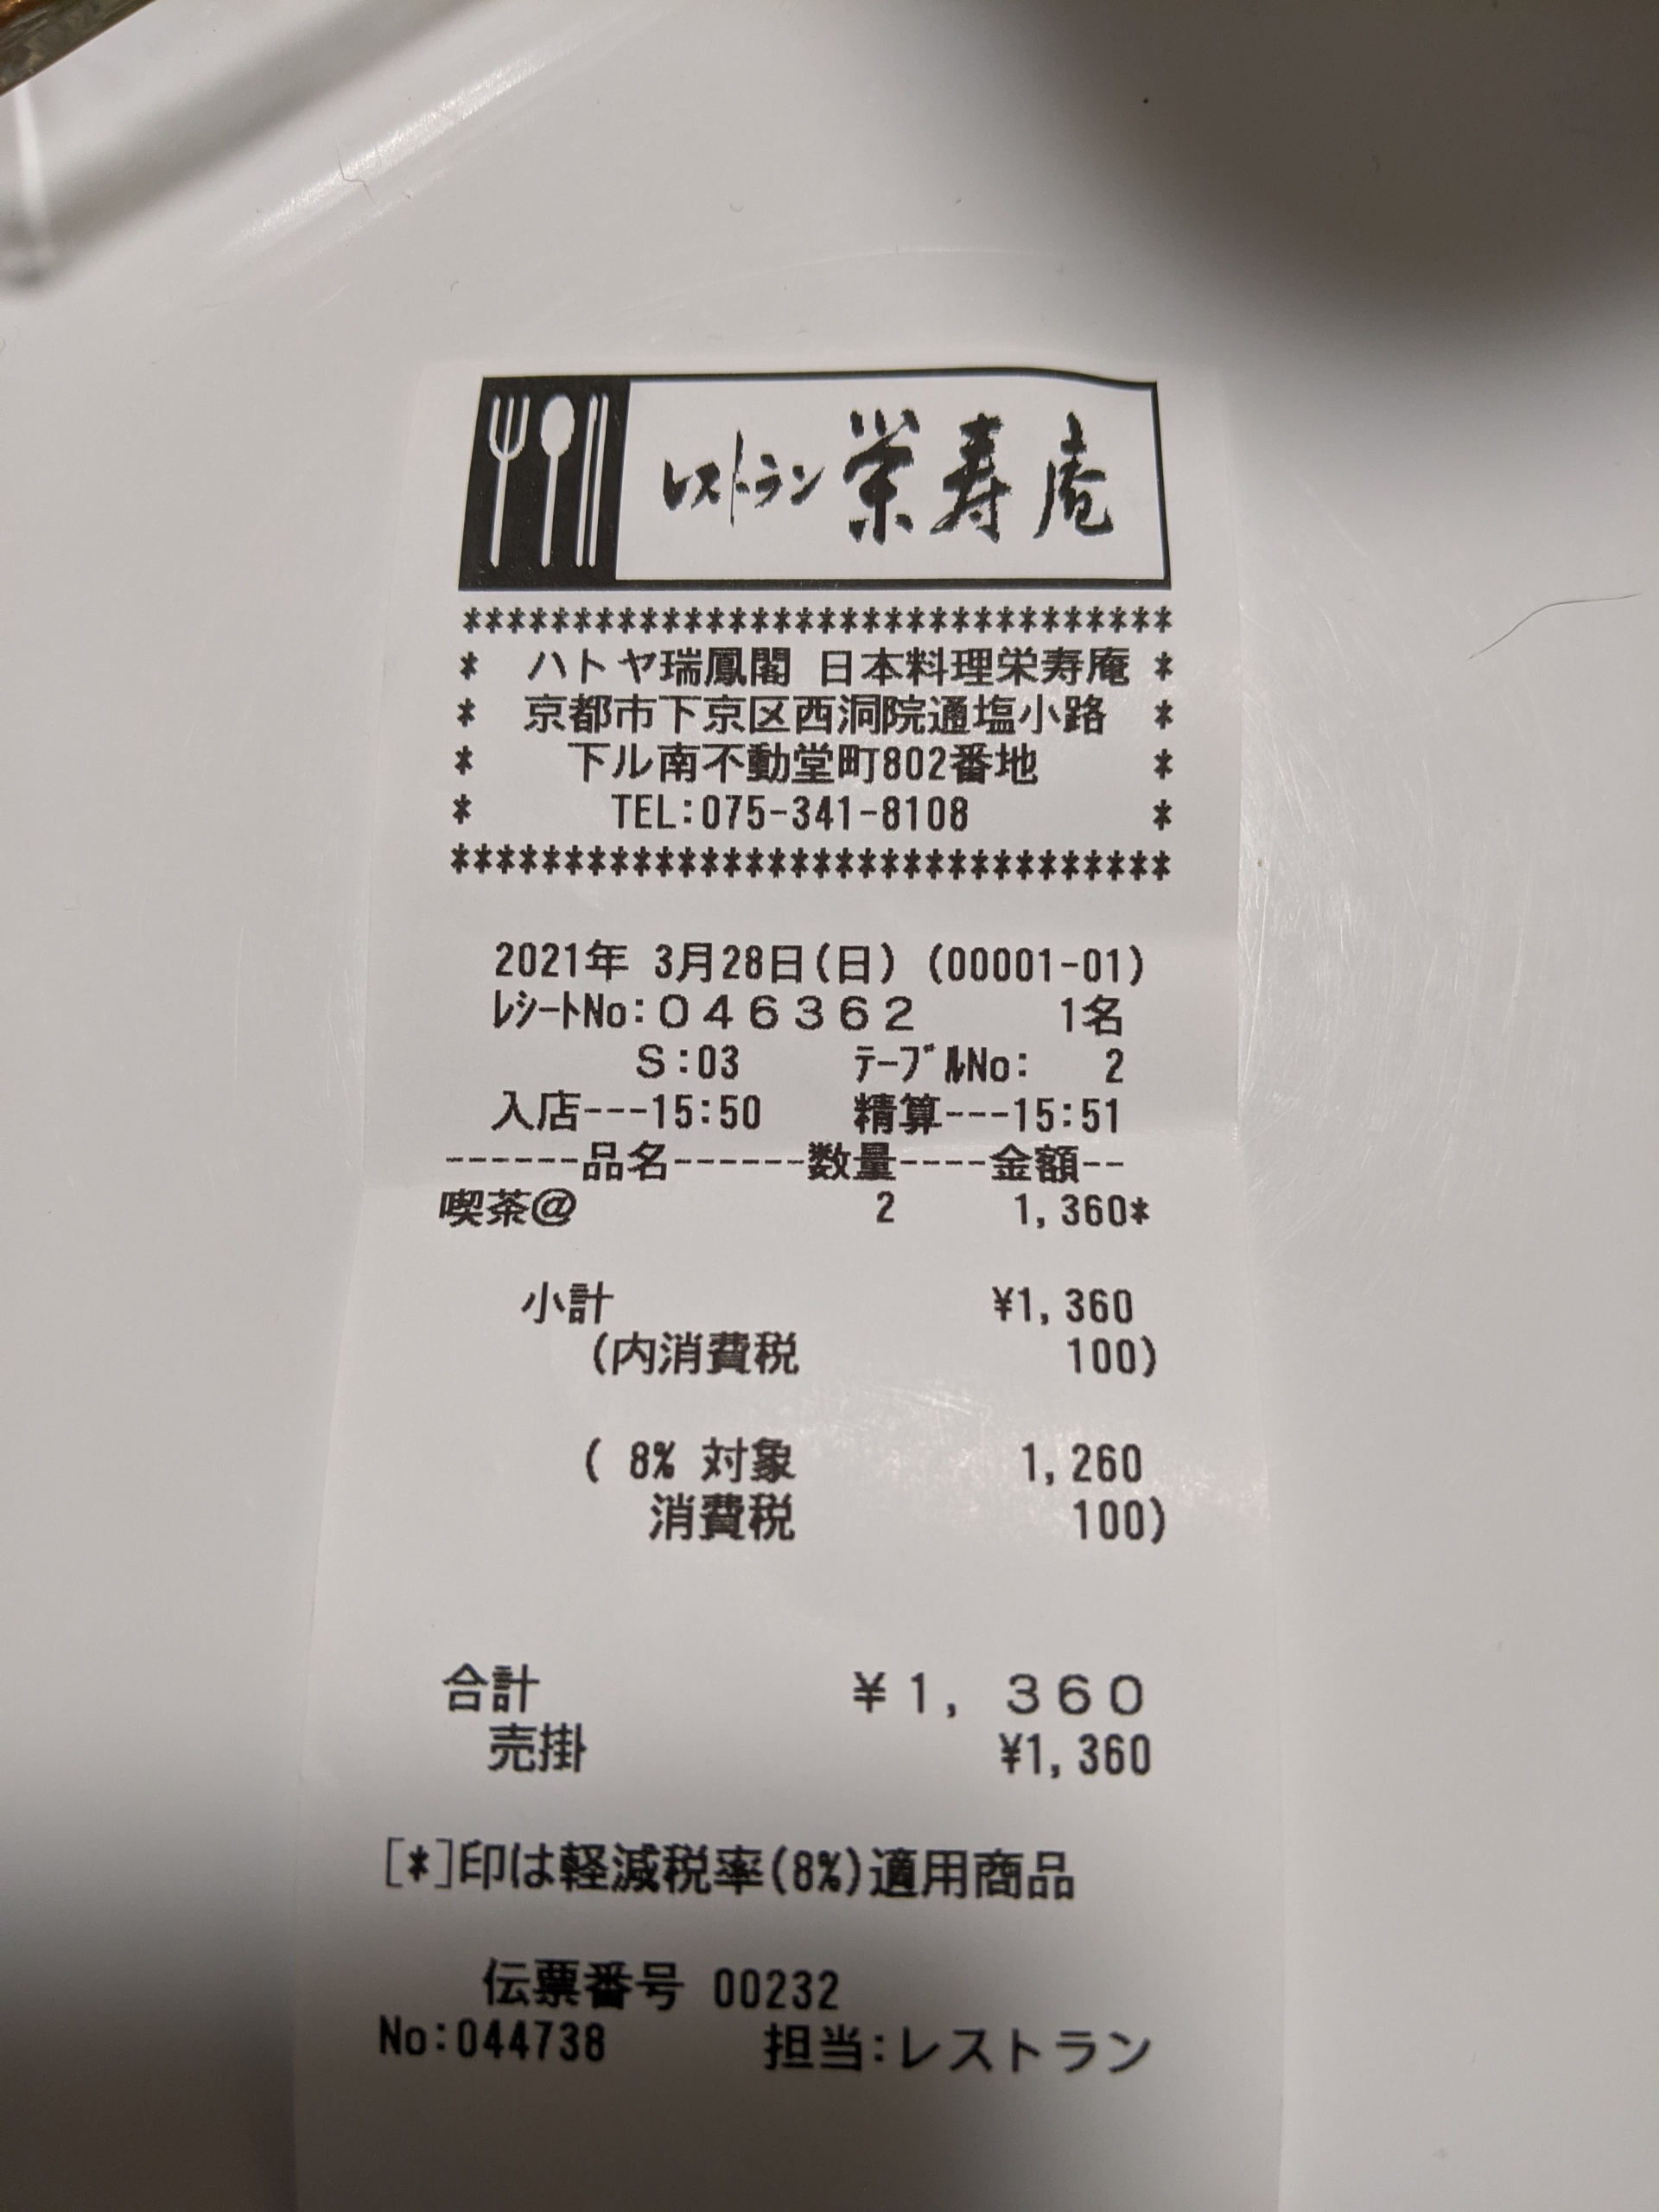 レストラン 栄寿庵
********************************
* ハトヤ瑞鳳閣 日本料理栄寿庵 *
* 京都市下京区西洞院通塩小路 *
* 下ル南不動堂町802番地 *
* TEL:075-341-8108 *
********************************
2021年 3月28日(日) (00001-01)
ﾚｼｰﾄNo:046362 1名
S:03 ﾃｰﾌﾞﾙNo: 2
入店---15:50 精算---15:51
------品名------数量----金額--
喫茶@ 2 1,360*
小計 ¥1,360
(内消費税 100)
( 8% 対象 1,260
消費税 100)
合計 ¥1,360
売掛 ¥1,360
[*]印は軽減税率(8%)適用商品
伝票番号 00232
No:044738 担当:レストラン